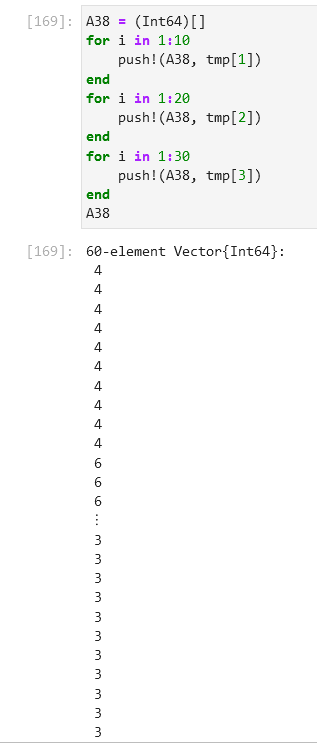 [169]: A38 = (Int64)[]
for i in 1:10
    push!(A38, tmp[1])
end
for i in 1:20
    push!(A38, tmp[2])
end
for i in 1:30
    push!(A38, tmp[3])
end
A38
[169]: 60-element Vector{Int64}:
4
4
4
4
4
4
4
4
4
4
6
6
6
⋮
3
3
3
3
3
3
3
3
3
3
3